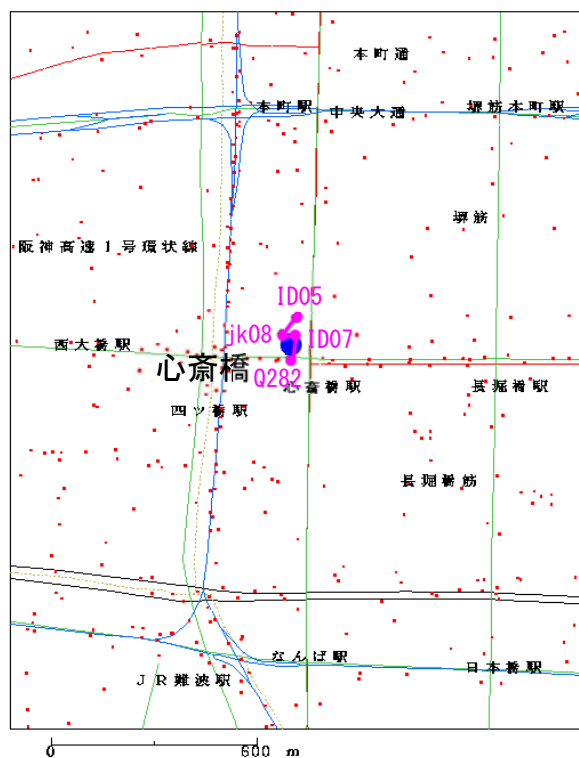 本町通
本町駅
中央大通
堺筋本町駅
堺筋
阪神高速1号環状線
ID05
jk08
ID07
西大橋駅
心斎橋
Q282
心斎橋駅
長堀橋駅
四ツ橋駅
長堀橋筋
なんば駅
日本橋駅
JR難波駅
0 600 m